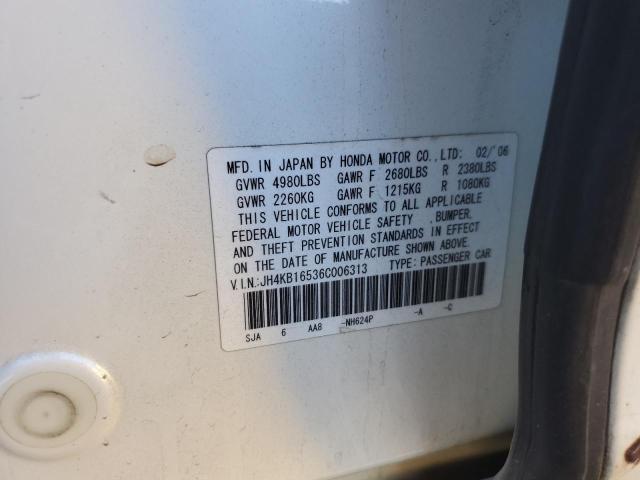 MFD. IN JAPAN BY HONDA MOTOR CO., LTD: 02/'06
GVWR 4980LBS GAWR F 2680LBS R 2380LBS
GVWR 2260KG GAWR F 1215KG R 1080KG
THIS VEHICLE CONFORMS TO ALL APPLICABLE
FEDERAL MOTOR VEHICLE SAFETY .BUMPER.
AND THEFT PREVENTION STANDARDS IN EFFECT
ON THE DATE OF MANUFACTURE SHOWN ABOVE.
V.I.N.:JH4KB16536C006313 TYPE: PASSENGER CAR
SJA 6 AA8 -NH624P -A -C